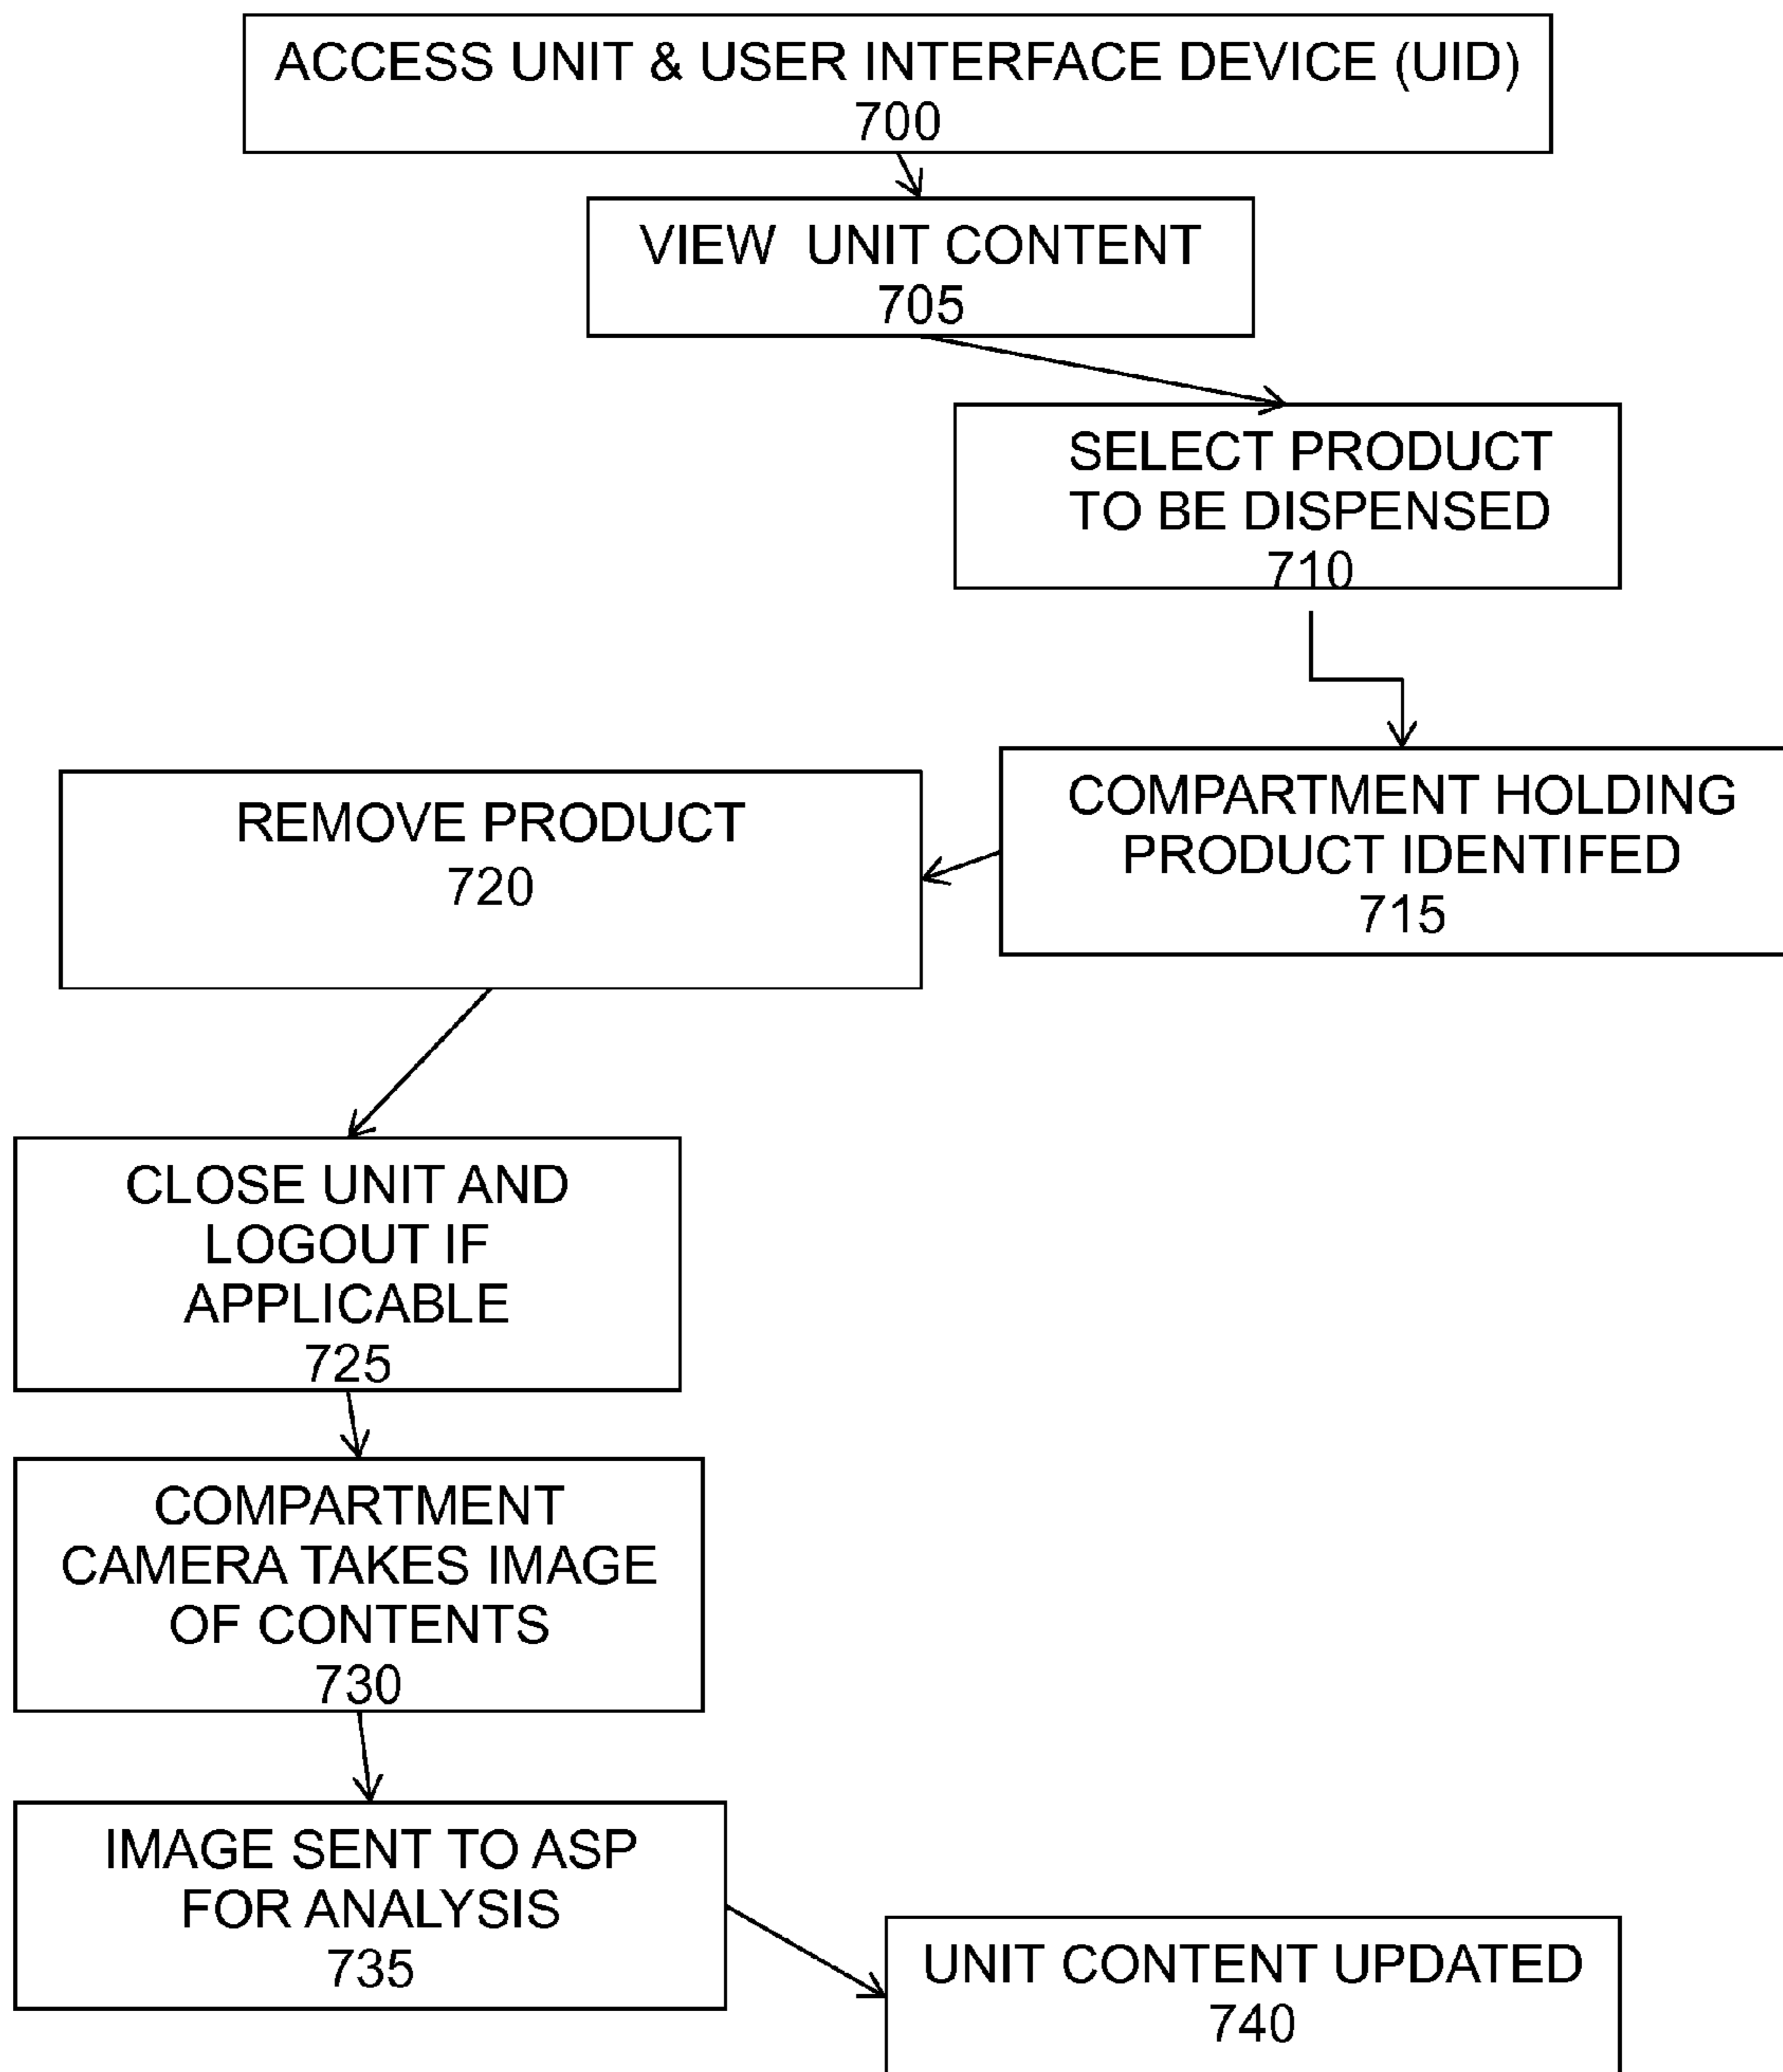 ACCESS UNIT & USER INTERFACE DEVICE (UID)
700
VIEW UNIT CONTENT
705
SELECT PRODUCT
TO BE DISPENSED
710
COMPARTMENT HOLDING
PRODUCT IDENTIFED
715
REMOVE PRODUCT
720
CLOSE UNIT AND
LOGOUT IF
APPLICABLE
725
COMPARTMENT
CAMERA TAKES IMAGE
OF CONTENTS
730
IMAGE SENT TO ASP
FOR ANALYSIS
735
UNIT CONTENT UPDATED
740